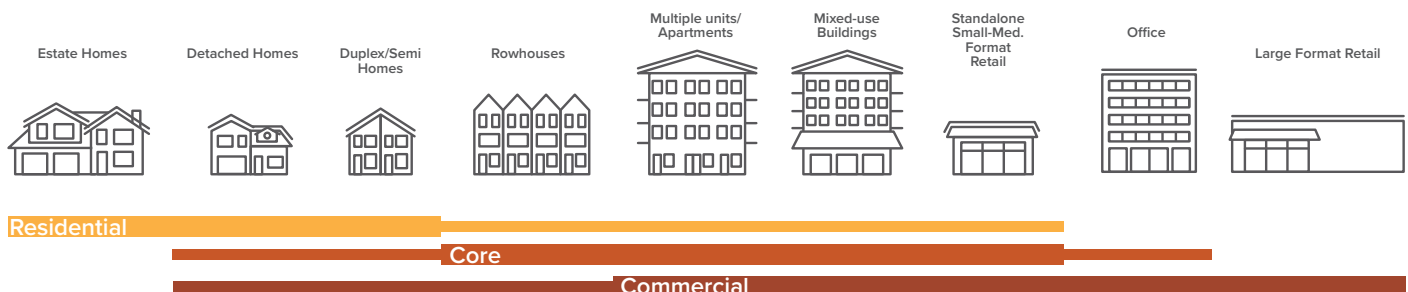 Estate Homes
Detached Homes
Duplex/Semi
Homes
Rowhouses
Multiple units/
Apartments
Mixed-use
Buildings
Standalone
Small-Med.
Format
Retail
Office
Large Format Retail
Residential
Core
Commercial